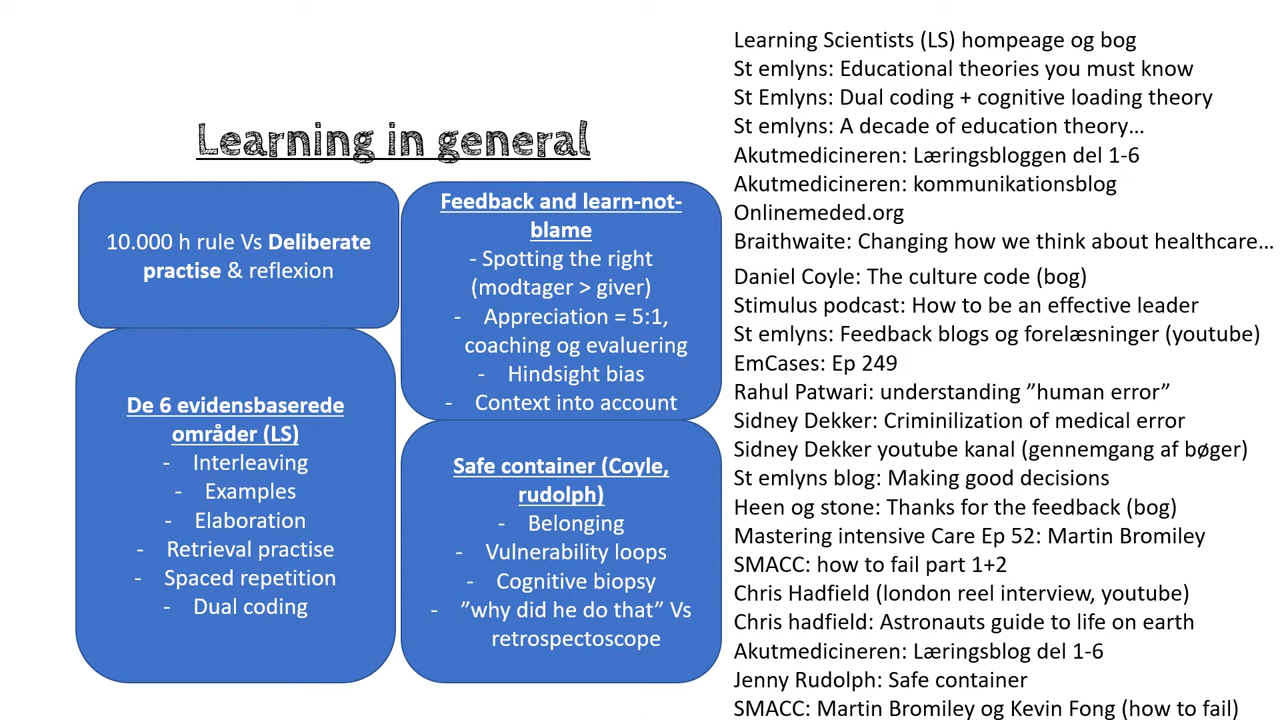 Learning in general
10.000 h rule Vs Deliberate
practise & reflexion
De 6 evidensbaserede
områder (LS)
- Interleaving
- Examples
- Elaboration
- Retrieval practise
- Spaced repetition
- Dual coding
Feedback and learn-not-
blame
- Spotting the right
(modtager > giver)
- Appreciation = 5:1,
coaching og evaluering
- Hindsight bias
- Context into account
Safe container (Coyle,
rudolph)
- Belonging
- Vulnerability loops
- Cognitive biopsy
- ”why did he do that” Vs
retrospectoscope
Learning Scientists (LS) hompeage og bog
St emlyns: Educational theories you must know
St Emlyns: Dual coding + cognitive loading theory
St emlyns: A decade of education theory…
Akutmedicineren: Læringsbloggen del 1-6
Akutmedicineren: kommunikationsblog
Onlinemeded.org
Braithwaite: Changing how we think about healthcare…
Daniel Coyle: The culture code (bog)
Stimulus podcast: How to be an effective leader
St emlyns: Feedback blogs og forelæsninger (youtube)
EmCases: Ep 249
Rahul Patwari: understanding ”human error”
Sidney Dekker: Criminilization of medical error
Sidney Dekker youtube kanal (gennemgang af bøger)
St emlyns blog: Making good decisions
Heen og stone: Thanks for the feedback (bog)
Mastering intensive Care Ep 52: Martin Bromiley
SMACC: how to fail part 1+2
Chris Hadfield (london reel interview, youtube)
Chris hadfield: Astronauts guide to life on earth
Akutmedicineren: Læringsblog del 1-6
Jenny Rudolph: Safe container
SMACC: Martin Bromiley og Kevin Fong (how to fail)